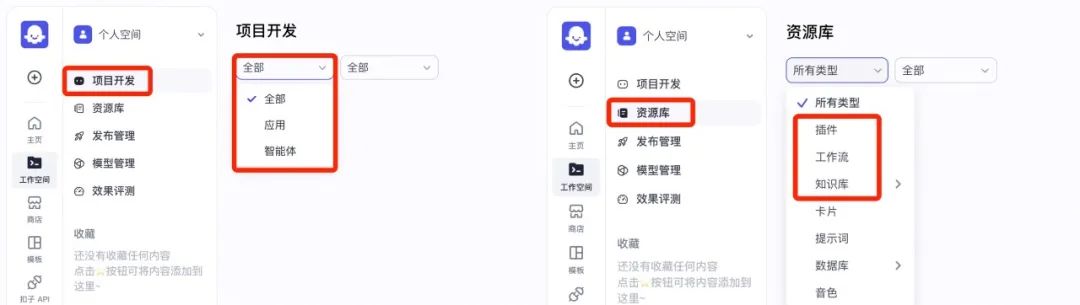 个人空间
项目开发
资源库
发布管理
模型管理
效果评测
收藏
还没有收藏任何内容
点击⭐按钮可将内容添加到
这里~
主页
工作空间
商店
模板
扣子 API
项目开发
全部
全部
全部
应用
智能体
个人空间
项目开发
资源库
发布管理
模型管理
效果评测
收藏
还没有收藏任何内容
点击⭐按钮可将内容添加到
这里~
主页
工作空间
商店
模板
资源库
所有类型
全部
所有类型
插件
工作流
知识库
卡片
提示词
数据库
音色